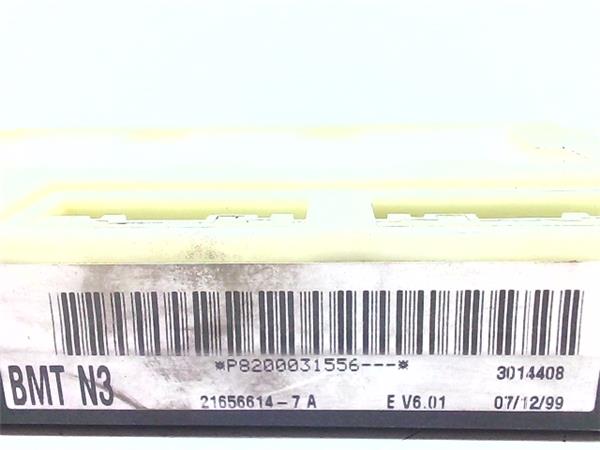 *P8200031556---*
3014408
BMT N3
21656614-7 A E V6.01 07/12/99